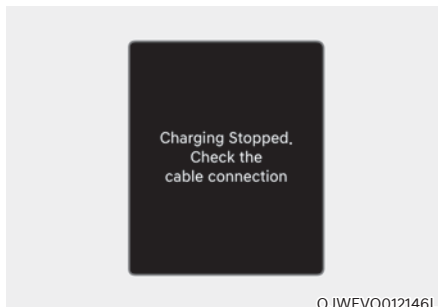 Charging Stopped.
Check the
cable connection
OJWEVQ012146L